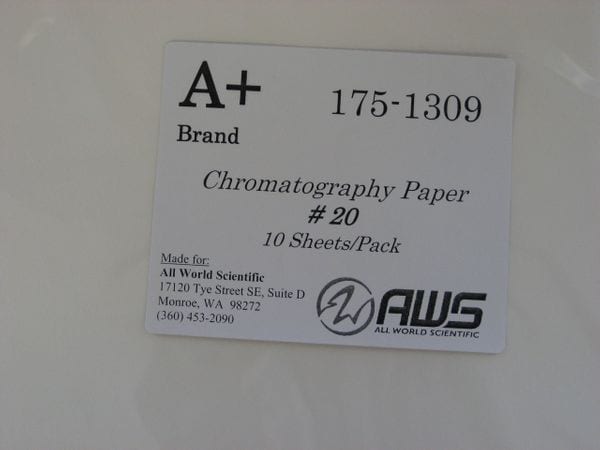 A+
175-1309
Brand
Chromatography Paper
# 20
10 Sheets/Pack
Made for:
All World Scientific
17120 Tye Street SE, Suite D
Monroe, WA 98272
(360) 453-2090
AWS
ALL WORLD SCIENTIFIC